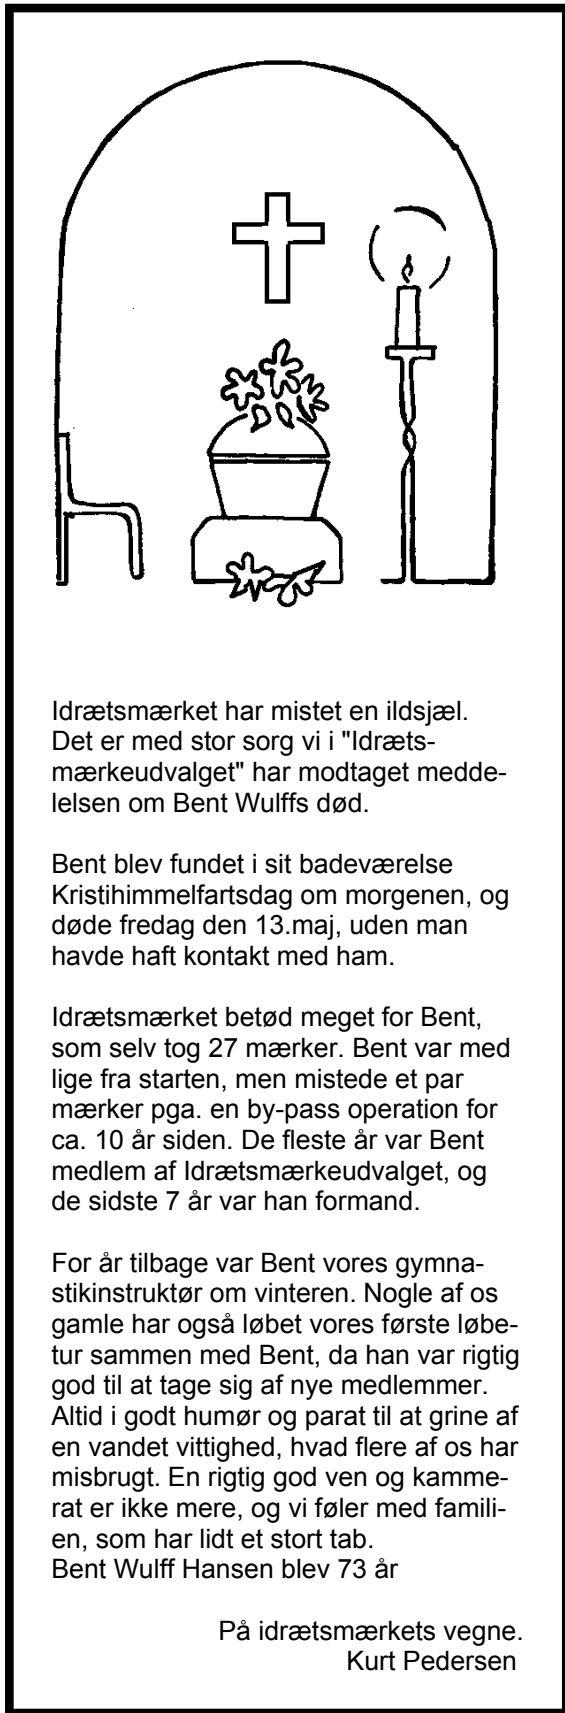 Idrætsmærket har mistet en ildsjæl.
Det er med stor sorg vi i "Idræts-
mærkeudvalget" har modtaget medde-
lelsen om Bent Wulffs død.
Bent blev fundet i sit badeværelse
Kristihimmelfartsdag om morgenen, og
døde fredag den 13.maj, uden man
havde haft kontakt med ham.
Idrætsmærket betød meget for Bent,
som selv tog 27 mærker. Bent var med
lige fra starten, men mistede et par
mærker pga. en by-pass operation for
ca. 10 år siden. De fleste år var Bent
medlem af Idrætsmærkeudvalget, og
de sidste 7 år var han formand.
For år tilbage var Bent vores gymna-
stikinstruktør om vinteren. Nogle af os
gamle har også løbet vores første løbe-
tur sammen med Bent, da han var rigtig
god til at tage sig af nye medlemmer.
Altid i godt humør og parat til at grine af
en vandet vittighed, hvad flere af os har
misbrugt. En rigtig god ven og kamme-
rat er ikke mere, og vi føler med famili-
en, som har lidt et stort tab.
Bent Wulff Hansen blev 73 år
På idrætsmærkets vegne.
Kurt Pedersen